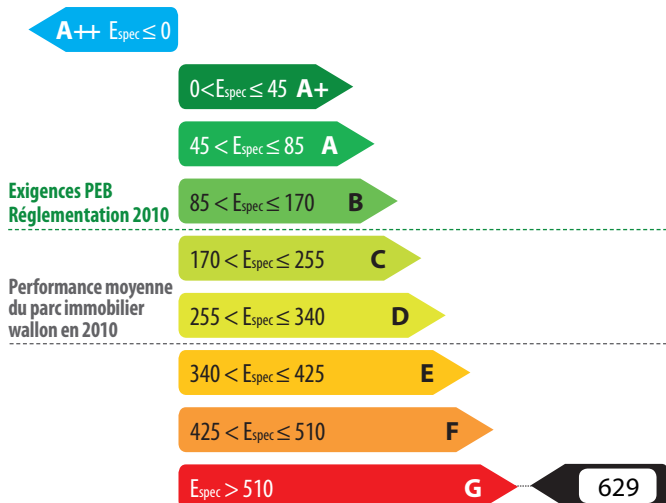 A++ Espec ≤ 0
0<Espec ≤ 45 A+
45 < Espec ≤ 85 A
Exigences PEB
Réglementation 2010
85 < Espec ≤ 170 B
170 < Espec ≤ 255 C
Performance moyenne
du parc immobilier
wallon en 2010
255 < Espec ≤ 340 D
340 < Espec ≤ 425 E
425 < Espec ≤ 510 F
Espec > 510 G 629